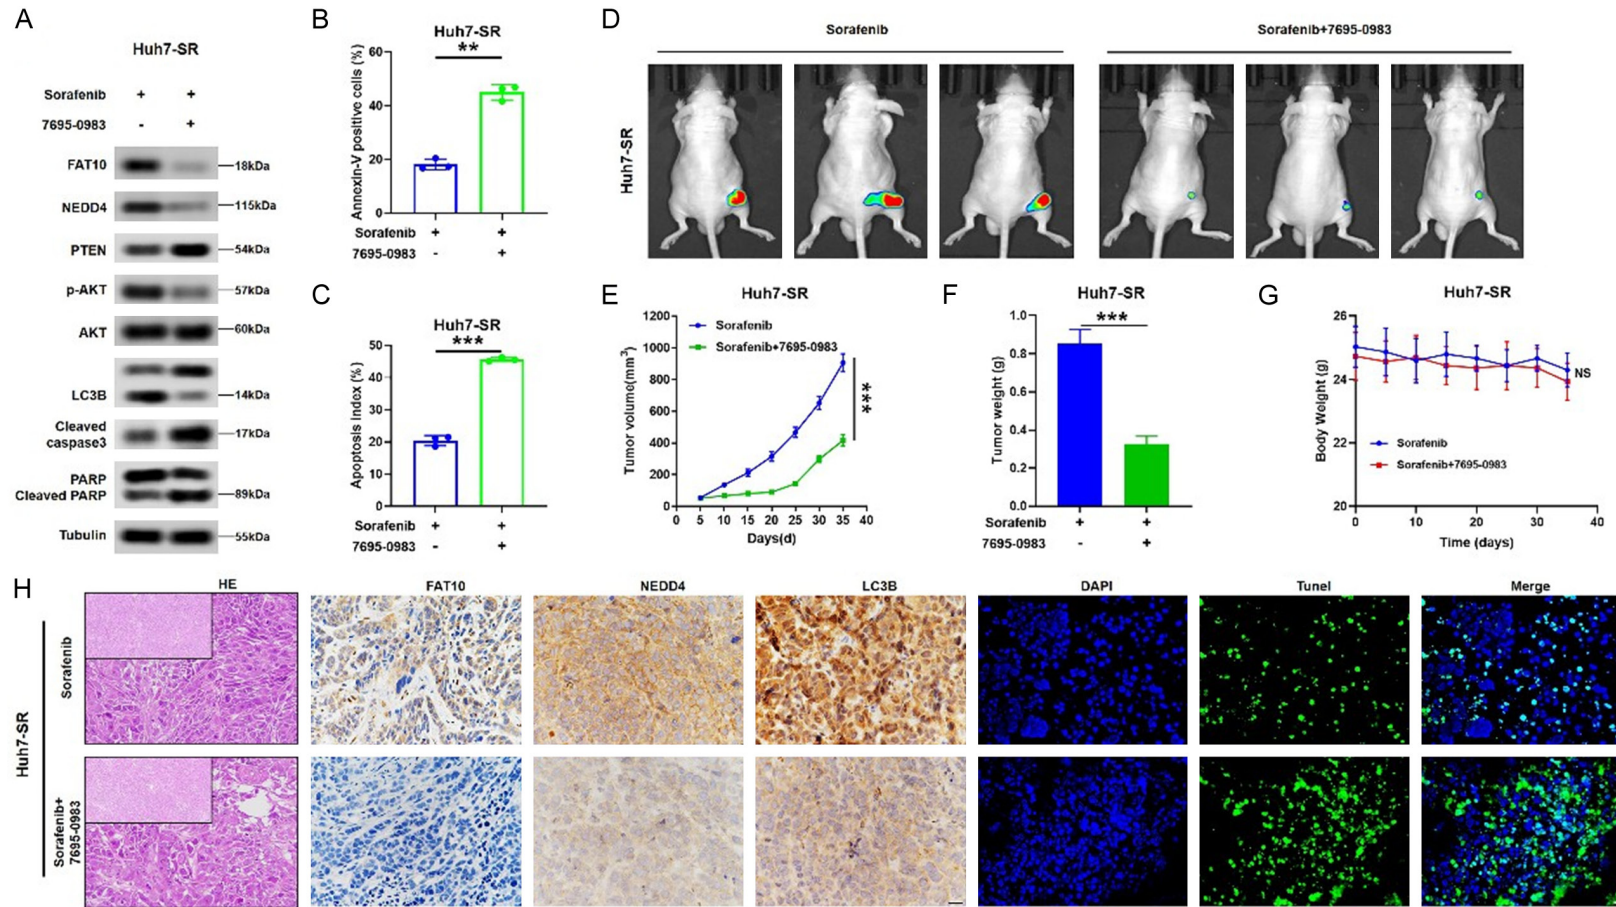 A
Huh7-SR
Sorafenib + +
7695-0983 - +
FAT10 18kDa
NEDD4 115kDa
PTEN 54kDa
p-AKT 57kDa
AKT 60kDa
LC3B 14kDa
Cleaved
caspase3 17kDa
PARP
Cleaved PARP 89kDa
Tubulin 55kDa
B
Huh7-SR
**
Annexin-V positive cells (%)
60
40
20
0
Sorafenib + +
7695-0983 - +
C
Huh7-SR
***
Apoptosis Index (%)
50
40
30
20
10
0
Sorafenib + +
7695-0983 - +
D
Sorafenib Sorafenib+7695-0983
Huh7-SR
E
Huh7-SR
Sorafenib
Sorafenib+7695-0983
***
Tumor volume(mm³)
1200
1000
800
600
400
200
0
0 5 10 15 20 25 30 35 40
Days(d)
F
Huh7-SR
***
Tumor weight (g)
1.0
0.8
0.6
0.4
0.2
0.0
Sorafenib + +
7695-0983 - +
G
Huh7-SR
Body Weight (g)
26
24
22
20
NS
Sorafenib
Sorafenib+7695-0983
0 10 20 30 40
Time (days)
H
HE FAT10 NEDD4 LC3B DAPI Tunel Merge
Huh7-SR
Sorafenib
Sorafenib+
7695-0983